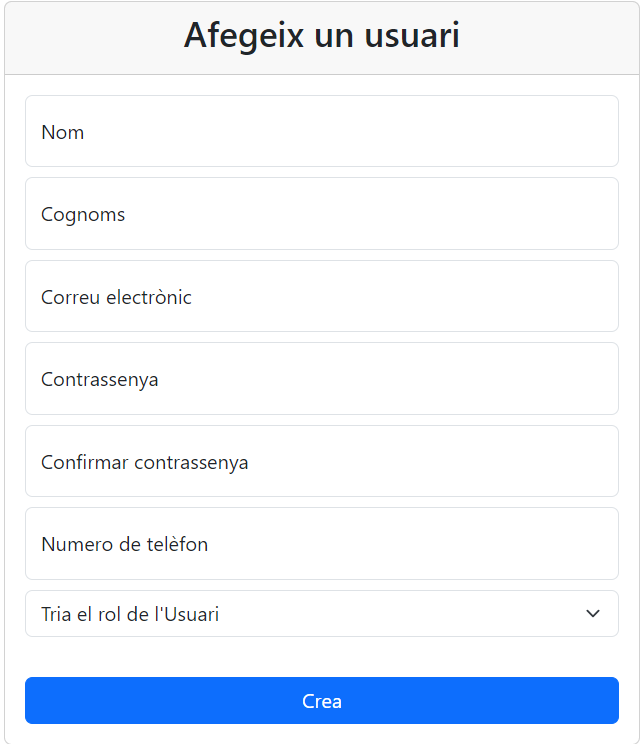 Afegeix un usuari
Nom
Cognoms
Correu electrònic
Contrassenya
Confirmar contrassenya
Numero de telèfon
Tria el rol de l'Usuari
Crea